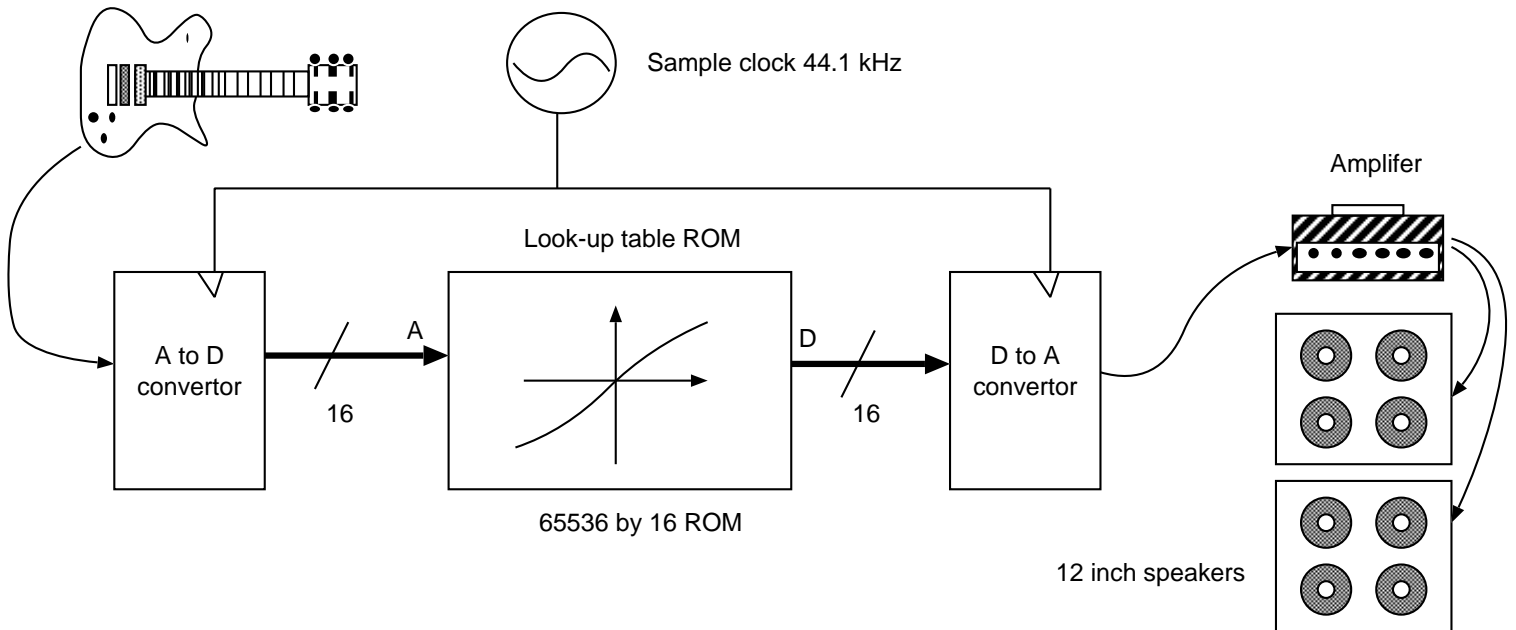 Sample clock 44.1 kHz
Amplifer
Look-up table ROM
A to D
convertor
16
A
D
16
D to A
convertor
65536 by 16 ROM
12 inch speakers